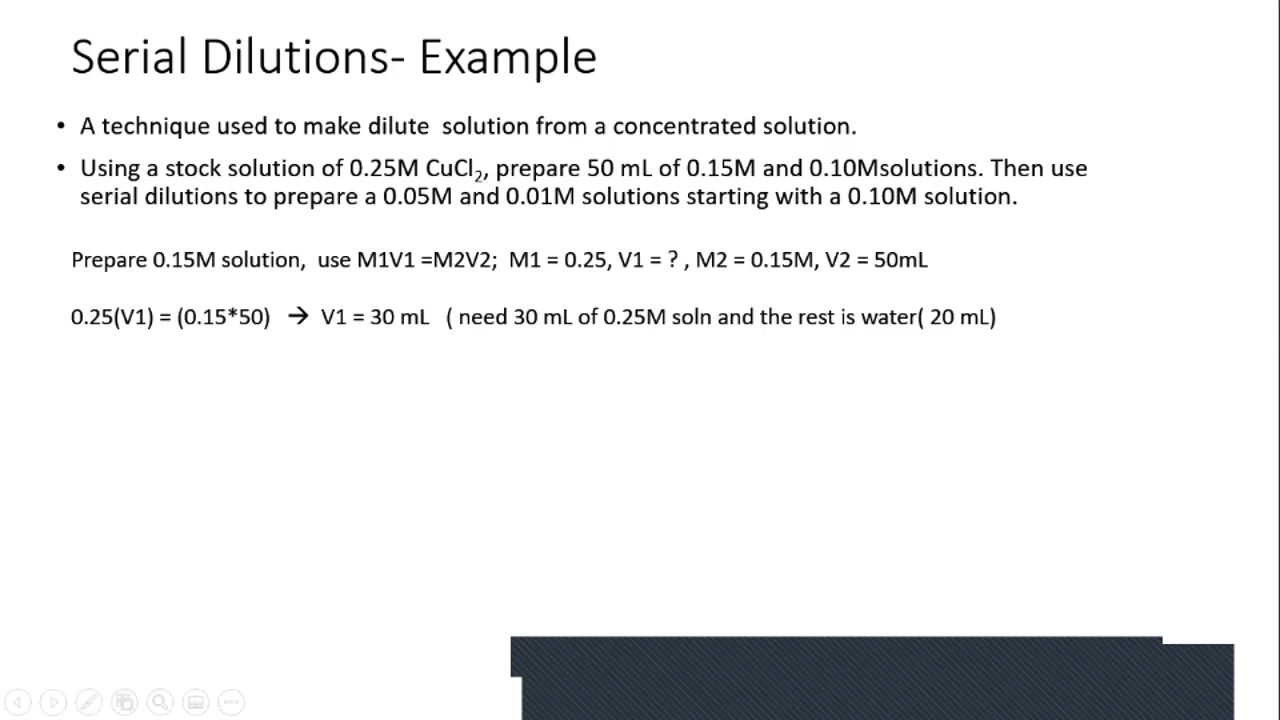 Serial Dilutions- Example
• A technique used to make dilute  solution from a concentrated solution.
• Using a stock solution of 0.25M CuCl₂, prepare 50 mL of 0.15M and 0.10Msolutions. Then use
serial dilutions to prepare a 0.05M and 0.01M solutions starting with a 0.10M solution.
Prepare 0.15M solution,  use M1V1 =M2V2;  M1 = 0.25, V1 = ? , M2 = 0.15M, V2 = 50mL
0.25(V1) = (0.15*50)  → V1 = 30 mL  ( need 30 mL of 0.25M soln and the rest is water( 20 mL)